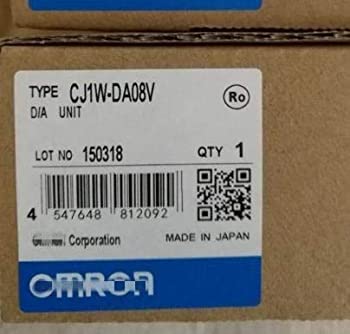 TYPE CJ1W-DA08V
D/A UNIT
Ro
LOT NO 150318 QTY 1
4 547648 812092
Corporation
MADE IN JAPAN
OMRON